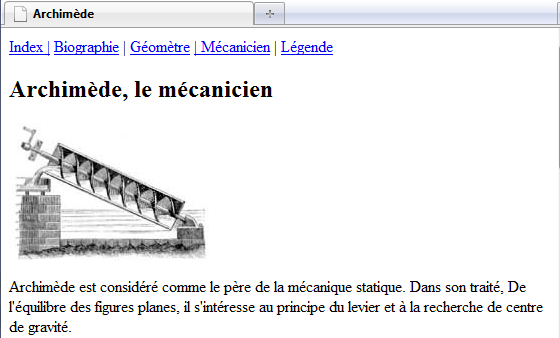 Archimède
Index | Biographie | Géomètre | Mécanicien | Légende
Archimède, le mécanicien
Archimède est considéré comme le père de la mécanique statique. Dans son traité, De
l'équilibre des figures planes, il s'intéresse au principe du levier et à la recherche de centre
de gravité.